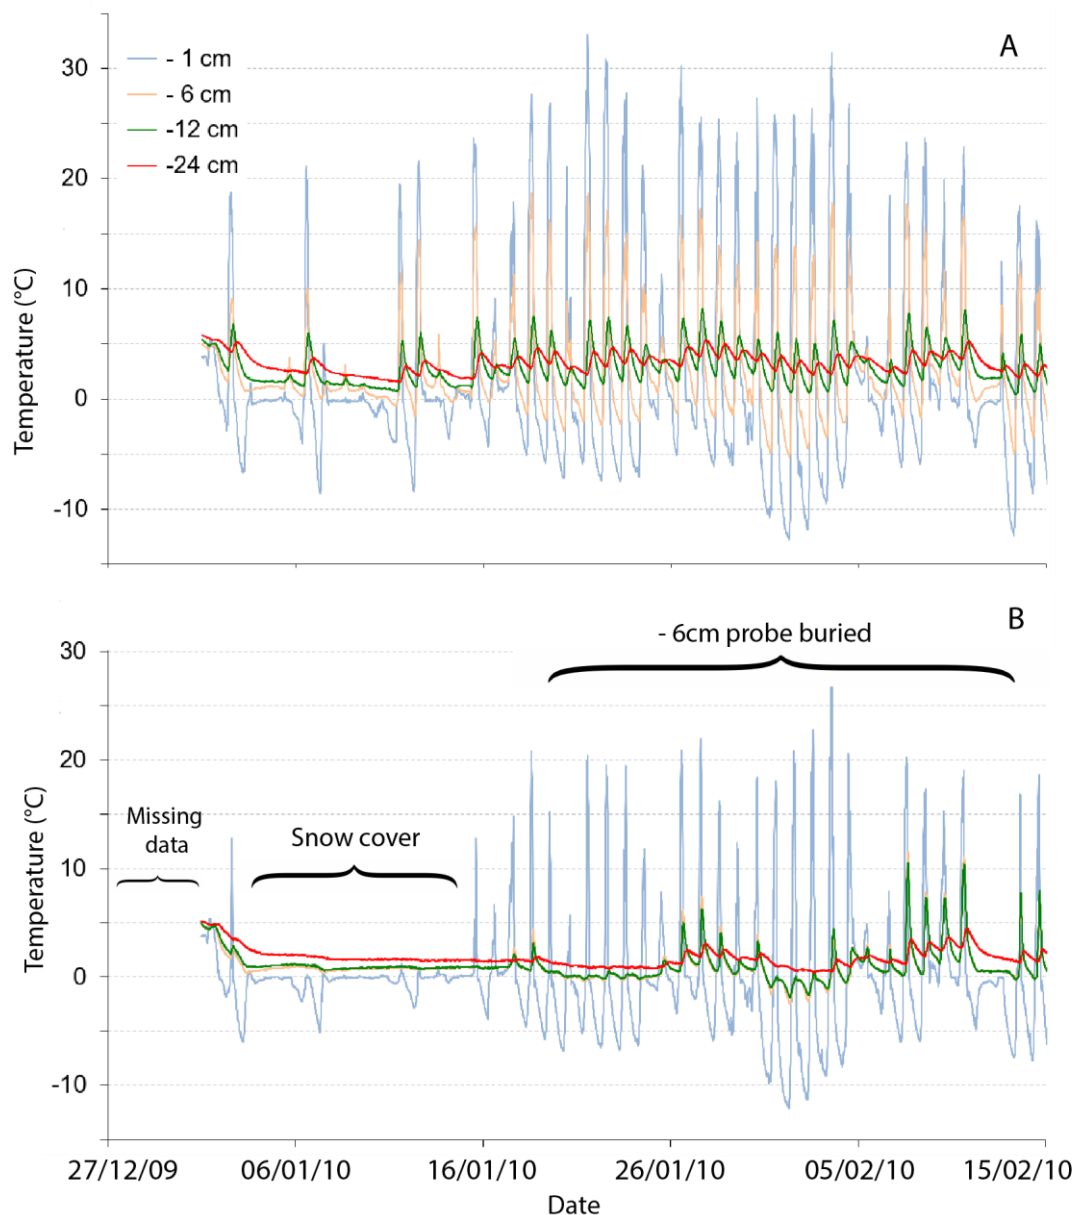 A
30
20
10
0
-10
Temperature (°C)
- 1 cm
- 6 cm
-12 cm
-24 cm
B
- 6cm probe buried
30
20
10
0
-10
Temperature (°C)
Missing
data
Snow cover
27/12/09 06/01/10 16/01/10 26/01/10 05/02/10 15/02/10
Date